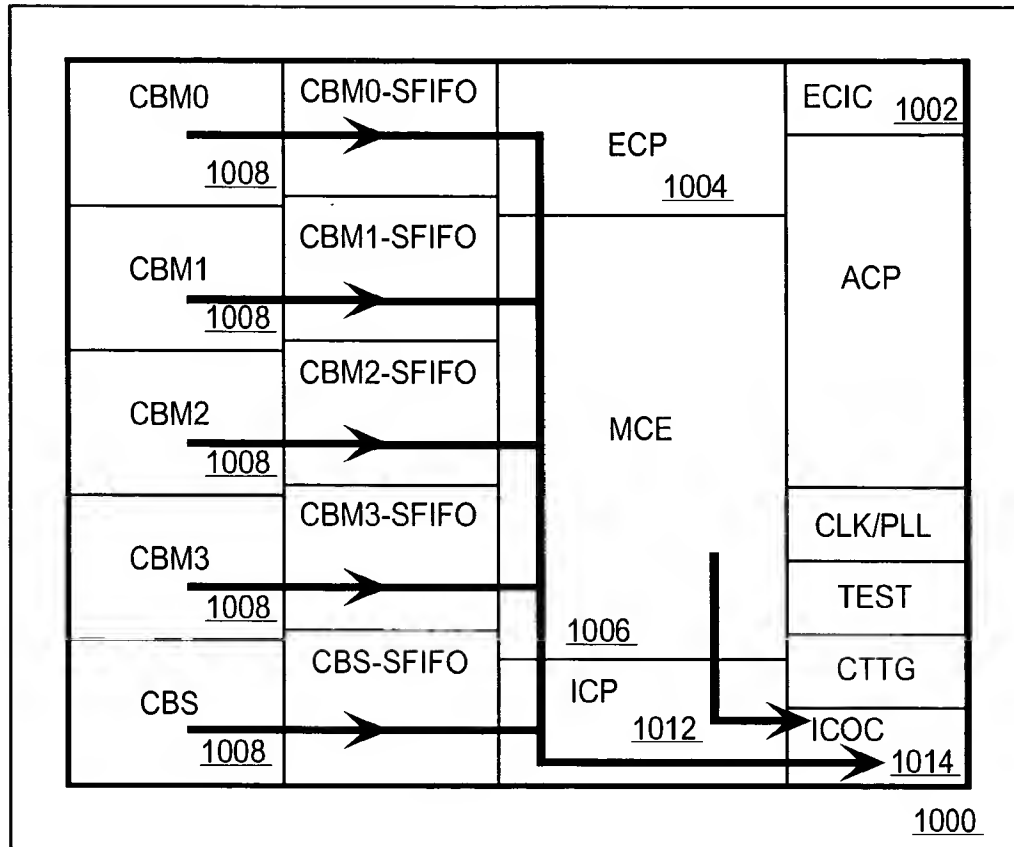 CBM0
1008
CBM1
1008
CBM2
1008
CBM3
1008
CBS
1008
CBM0-SFIFO
CBM1-SFIFO
CBM2-SFIFO
CBM3-SFIFO
CBS-SFIFO
ECP
1004
MCE
1006
ICP
1012
ECIC
1002
ACP
CLK/PLL
TEST
CTTG
ICOC
1014
1000